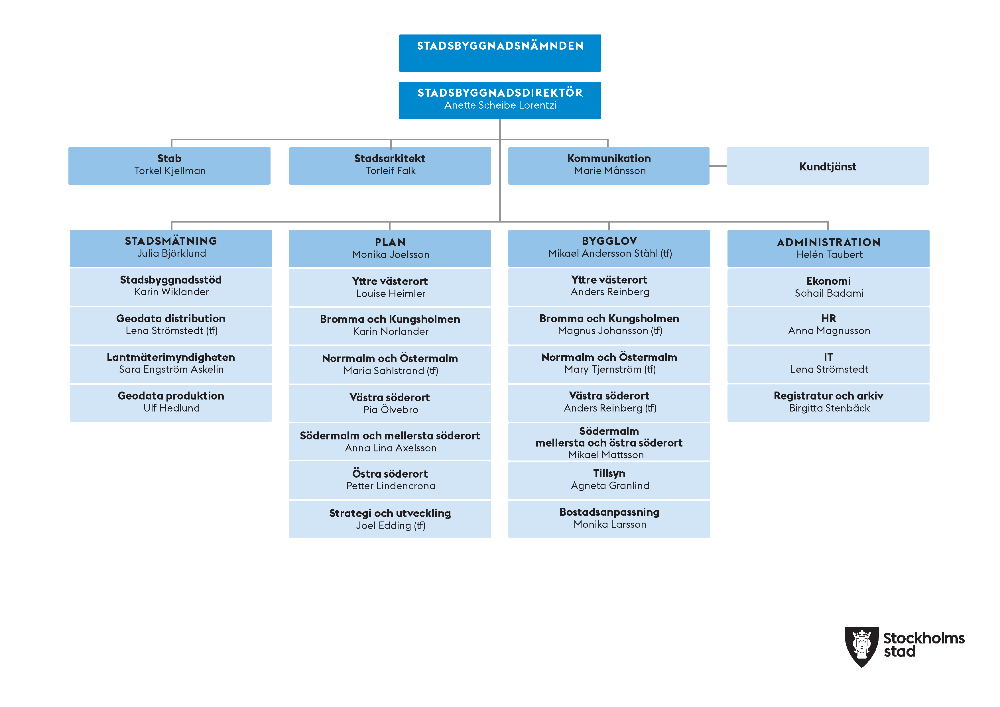 STADSBYGGNADSNÄMNDEN
STADSBYGGNADSDIREKTÖR
Anette Scheibe Lorentzi
Stab
Torkel Kjellman
Stadsarkitekt
Torleif Falk
Kommunikation
Marie Månsson
Kundtjänst
STADSMÄTNING
Julia Björklund
Stadsbyggnadsstöd
Karin Wiklander
Geodata distribution
Lena Strömstedt (tf)
Lantmäterimyndigheten
Sara Engström Askelin
Geodata produktion
Ulf Hedlund
PLAN
Monika Joelsson
Yttre västerort
Louise Heimler
Bromma och Kungsholmen
Karin Norlander
Norrmalm och Östermalm
Maria Sahlstrand (tf)
Västra söderort
Pia Ölvebro
Södermalm och mellersta söderort
Anna Lina Axelsson
Östra söderort
Petter Lindencrona
Strategi och utveckling
Joel Edding (tf)
BYGGLOV
Mikael Andersson Ståhl (tf)
Yttre västerort
Anders Reinberg
Bromma och Kungsholmen
Magnus Johansson (tf)
Norrmalm och Östermalm
Mary Tjernström (tf)
Västra söderort
Anders Reinberg (tf)
Södermalm
mellersta och östra söderort
Mikael Mattsson
Tillsyn
Agneta Granlind
Bostadsanpassning
Monika Larsson
ADMINISTRATION
Helén Taubert
Ekonomi
Sohail Badami
HR
Anna Magnusson
IT
Lena Strömstedt
Registratur och arkiv
Birgitta Stenbäck
Stockholms
stad